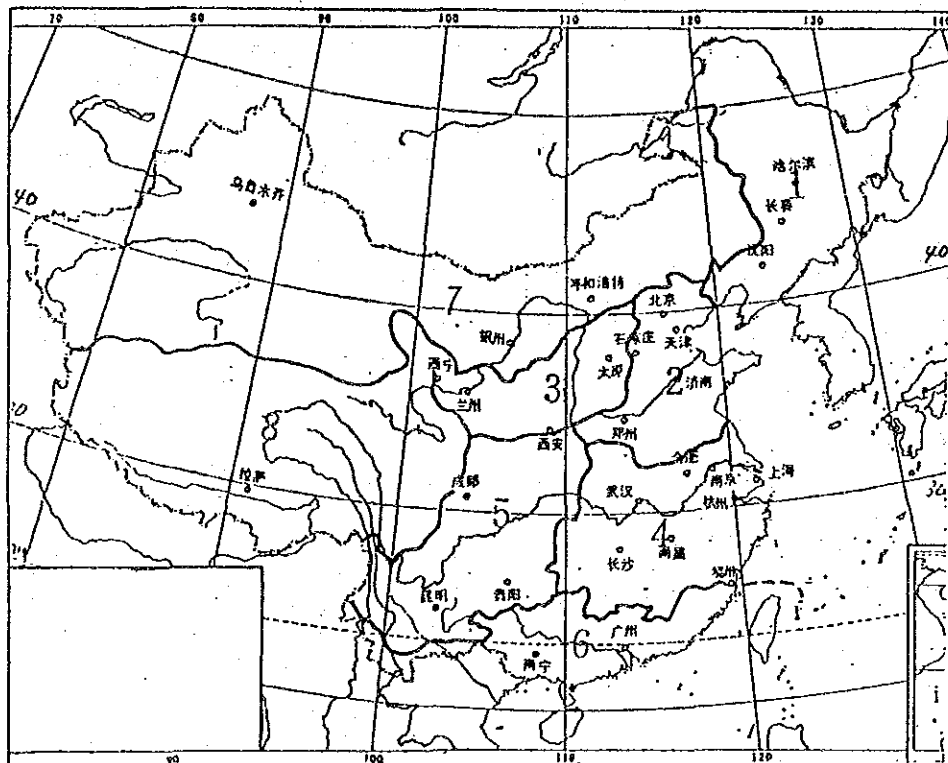 70 80 90 100 110 120 130 140
哈尔滨
乌鲁木齐
长春
40
沈阳
40
呼和浩特
北京
7
银川
石家庄
天津
太原
西宁
3
2
济南
兰州
西安
郑州
合肥
南京
上海
拉萨
成都
武汉
杭州
5
4
南昌
长沙
福州
昆明
贵阳
广州
6
南宁
90 100 110 120